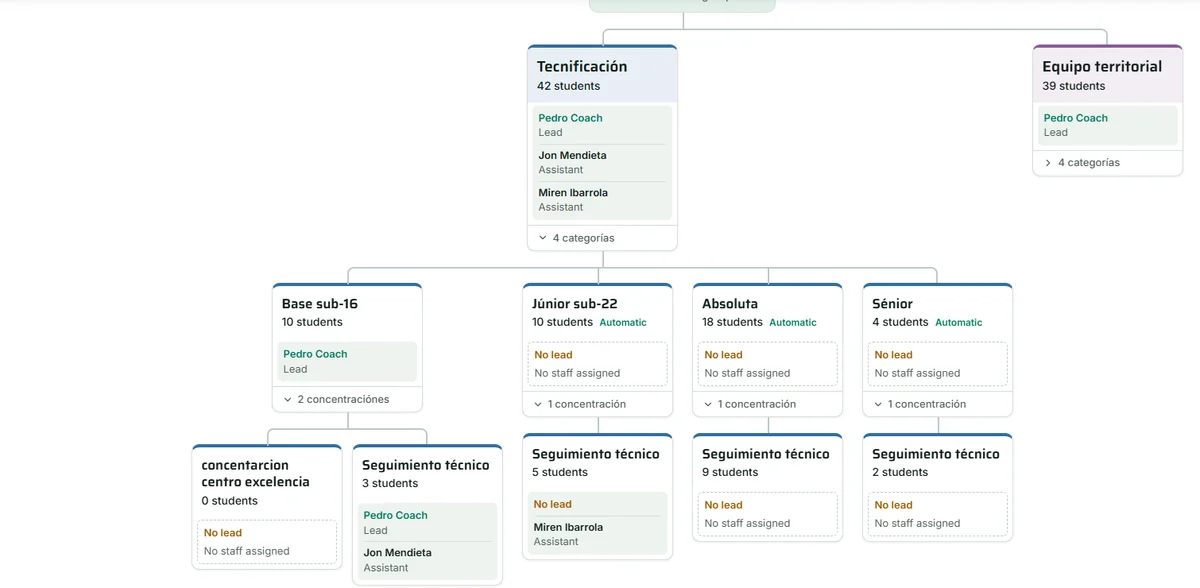 Tecnificación
42 students
Pedro Coach
Lead
Jon Mendieta
Assistant
Miren Ibarrola
Assistant
4 categorías
Equipo territorial
39 students
Pedro Coach
Lead
4 categorías
Base sub-16
10 students
Pedro Coach
Lead
2 concentraciónes
Júnior sub-22
10 students Automatic
No lead
No staff assigned
1 concentración
Absoluta
18 students Automatic
No lead
No staff assigned
1 concentración
Sénior
4 students Automatic
No lead
No staff assigned
1 concentración
concentarcion
centro excelencia
0 students
No lead
No staff assigned
Seguimiento técnico
3 students
Pedro Coach
Lead
Jon Mendieta
Assistant
Seguimiento técnico
5 students
No lead
Miren Ibarrola
Assistant
Seguimiento técnico
9 students
No lead
No staff assigned
Seguimiento técnico
2 students
No lead
No staff assigned